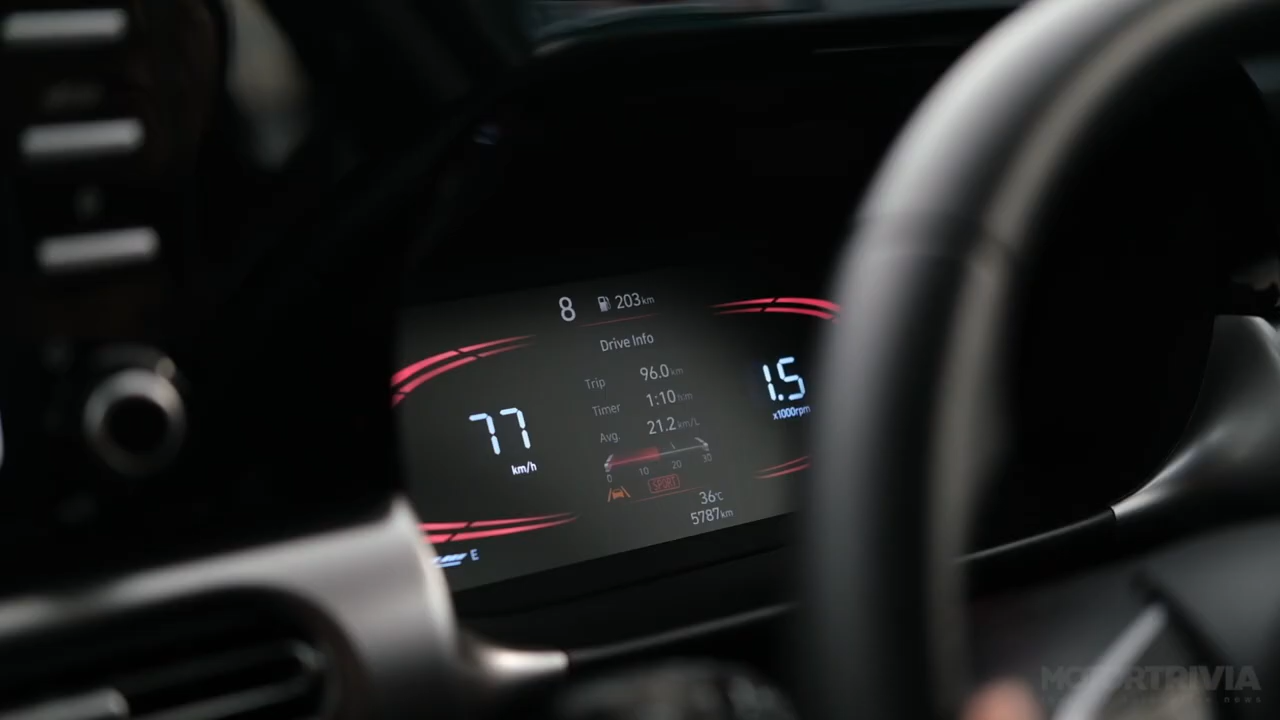 8 203km
Drive Info
Trip 96.0km
Timer 1:10h:m
Avg. 21.2km/L
0 10 20 30
SPORT
36℃
5787km
77
km/h
1.5
x1000rpm
E
MOTORTRIVIA